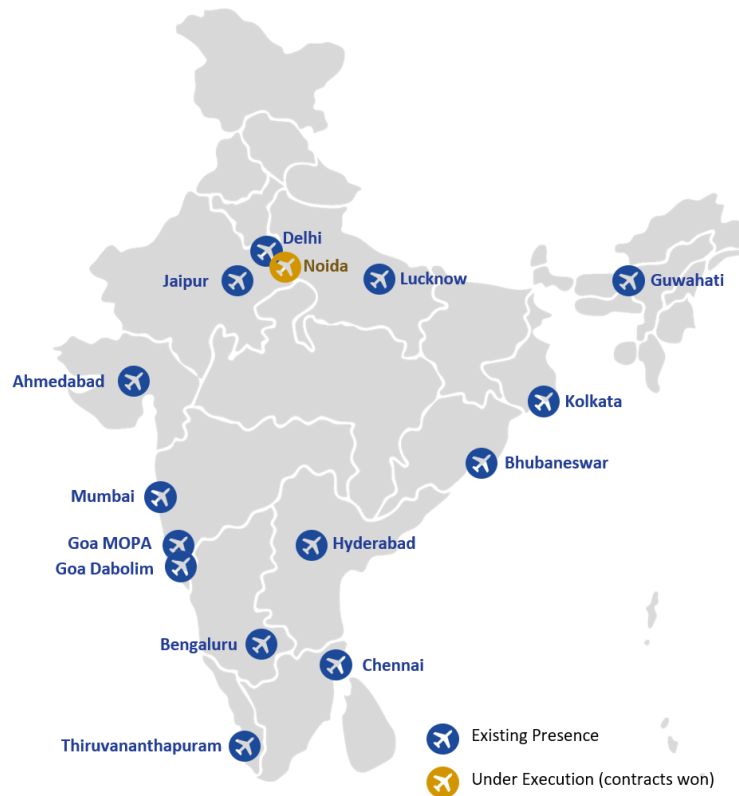 Delhi
Noida
Jaipur
Lucknow
Guwahati
Ahmedabad
Kolkata
Bhubaneswar
Mumbai
Goa MOPA
Hyderabad
Goa Dabolim
Bengaluru
Chennai
Thiruvananthapuram
Existing Presence
Under Execution (contracts won)